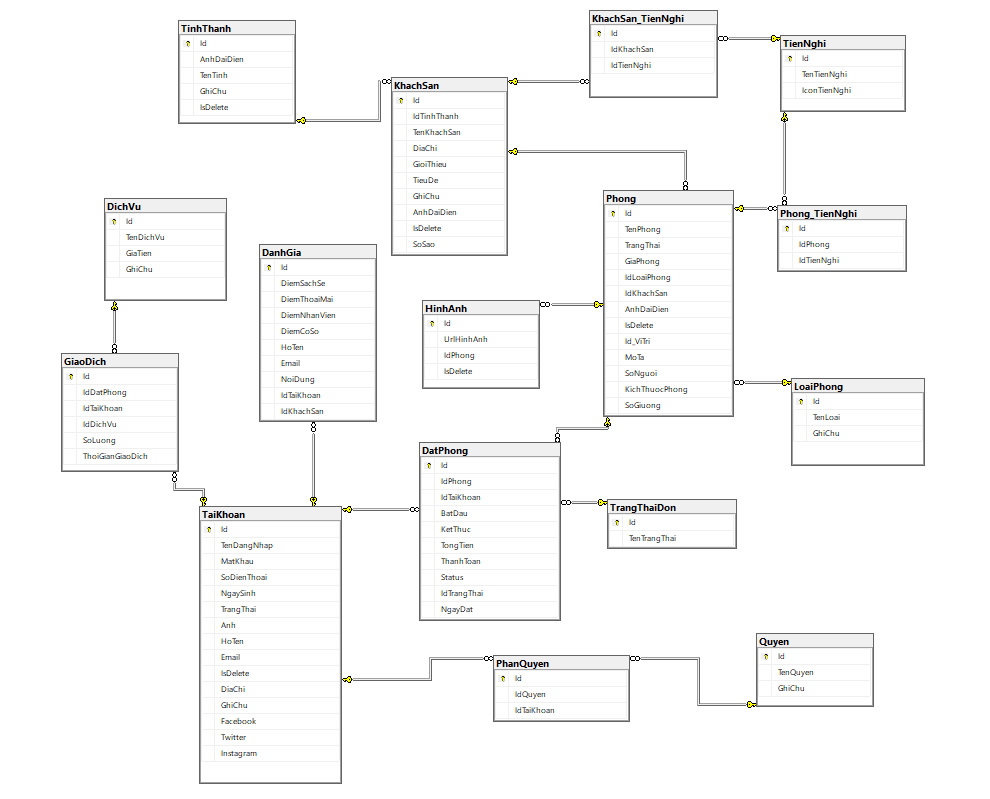 TinhThanh
Id
AnhDaiDien
TenTinh
GhiChu
IsDelete
KhachSan
Id
IdTinhThanh
TenKhachSan
DiaChi
GioiThieu
TieuDe
GhiChu
AnhDaiDien
IsDelete
SoSao
KhachSan_TienNghi
Id
IdKhachSan
IdTienNghi
TienNghi
Id
TenTienNghi
IconTienNghi
DichVu
Id
TenDichVu
GiaTien
GhiChu
DanhGia
Id
DiemSachSe
DiemThoaiMai
DiemNhanVien
DiemCoSo
HoTen
Email
NoiDung
IdTaiKhoan
IdKhachSan
HinhAnh
Id
UrlHinhAnh
IdPhong
IsDelete
Phong
Id
TenPhong
TrangThai
GiaPhong
IdLoaiPhong
IdKhachSan
AnhDaiDien
IsDelete
Id_ViTri
MoTa
SoNguoi
KichThuocPhong
SoGiuong
Phong_TienNghi
Id
IdPhong
IdTienNghi
GiaoDich
Id
IdDatPhong
IdTaiKhoan
IdDichVu
SoLuong
ThoiGianGiaoDich
LoaiPhong
Id
TenLoai
GhiChu
DatPhong
Id
IdPhong
IdTaiKhoan
BatDau
KetThuc
TongTien
ThanhToan
Status
IdTrangThai
NgayDat
TrangThaiDon
Id
TenTrangThai
TaiKhoan
Id
TenDangNhap
MatKhau
SoDienThoai
NgaySinh
TrangThai
Anh
HoTen
Email
IsDelete
DiaChi
GhiChu
Facebook
Twitter
Instagram
PhanQuyen
Id
IdQuyen
IdTaiKhoan
Quyen
Id
TenQuyen
GhiChu